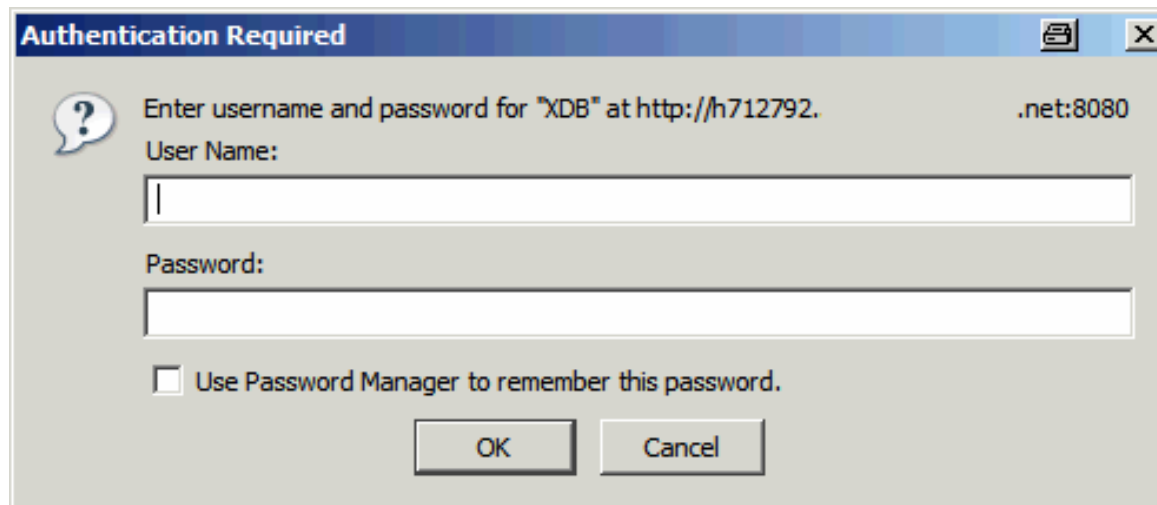 Authentication Required
Enter username and password for "XDB" at http://h712792. .net:8080
User Name:
Password:
Use Password Manager to remember this password.
OK Cancel